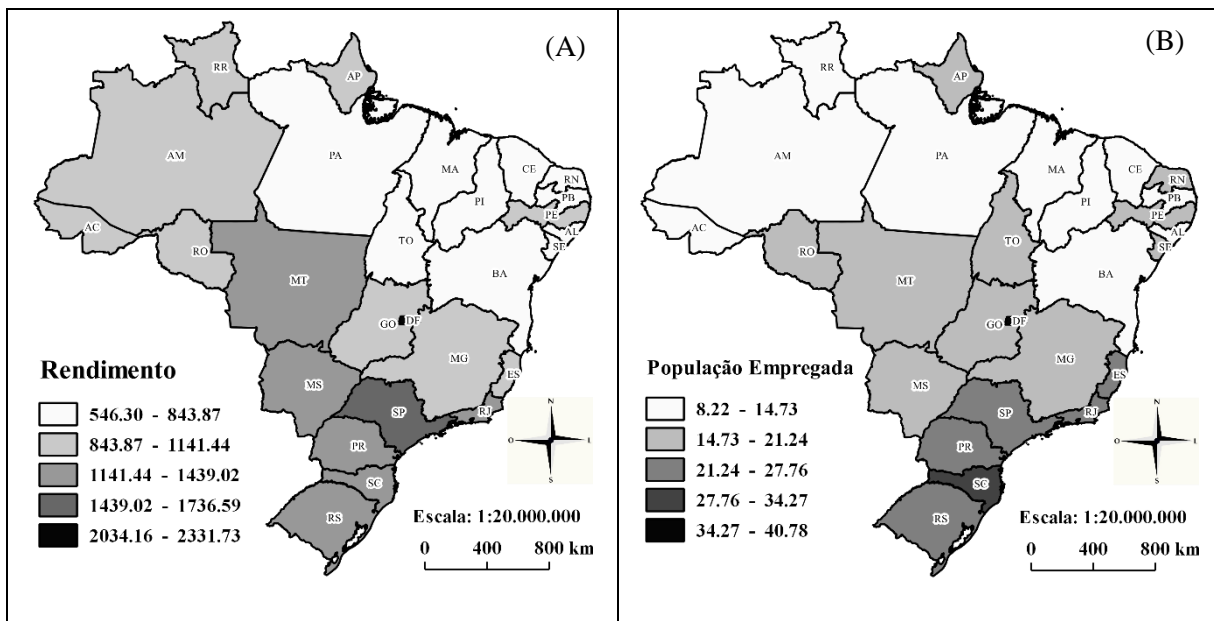 (A)
RR
AP
AM
PA
MA
CE
RN
PB
PI
PE
AL
SE
AC
RO
TO
BA
MT
GO
DF
MG
ES
MS
SP
RJ
PR
SC
RS
Rendimento
546.30 - 843.87
843.87 - 1141.44
1141.44 - 1439.02
1439.02 - 1736.59
2034.16 - 2331.73
N
O
L
S
Escala: 1:20.000.000
0 400 800 km
(B)
RR
AP
AM
PA
MA
CE
RN
PB
PI
PE
AL
SE
AC
RO
TO
BA
MT
GO
DF
MG
ES
MS
SP
RJ
PR
SC
RS
População Empregada
8.22 - 14.73
14.73 - 21.24
21.24 - 27.76
27.76 - 34.27
34.27 - 40.78
N
O
L
S
Escala: 1:20.000.000
0 400 800 km